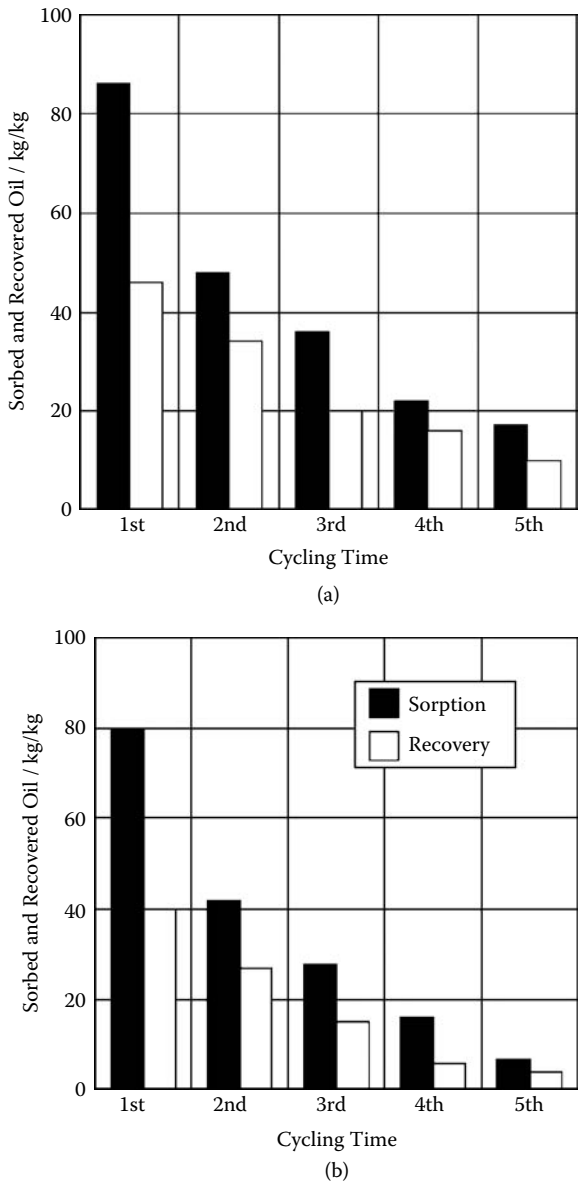 Sorbed and Recovered Oil / kg/kg
100
80
60
40
20
0
1st 2nd 3rd 4th 5th
Cycling Time
(a)
Sorbed and Recovered Oil / kg/kg
100
80
60
40
20
0
Sorption
Recovery
1st 2nd 3rd 4th 5th
Cycling Time
(b)